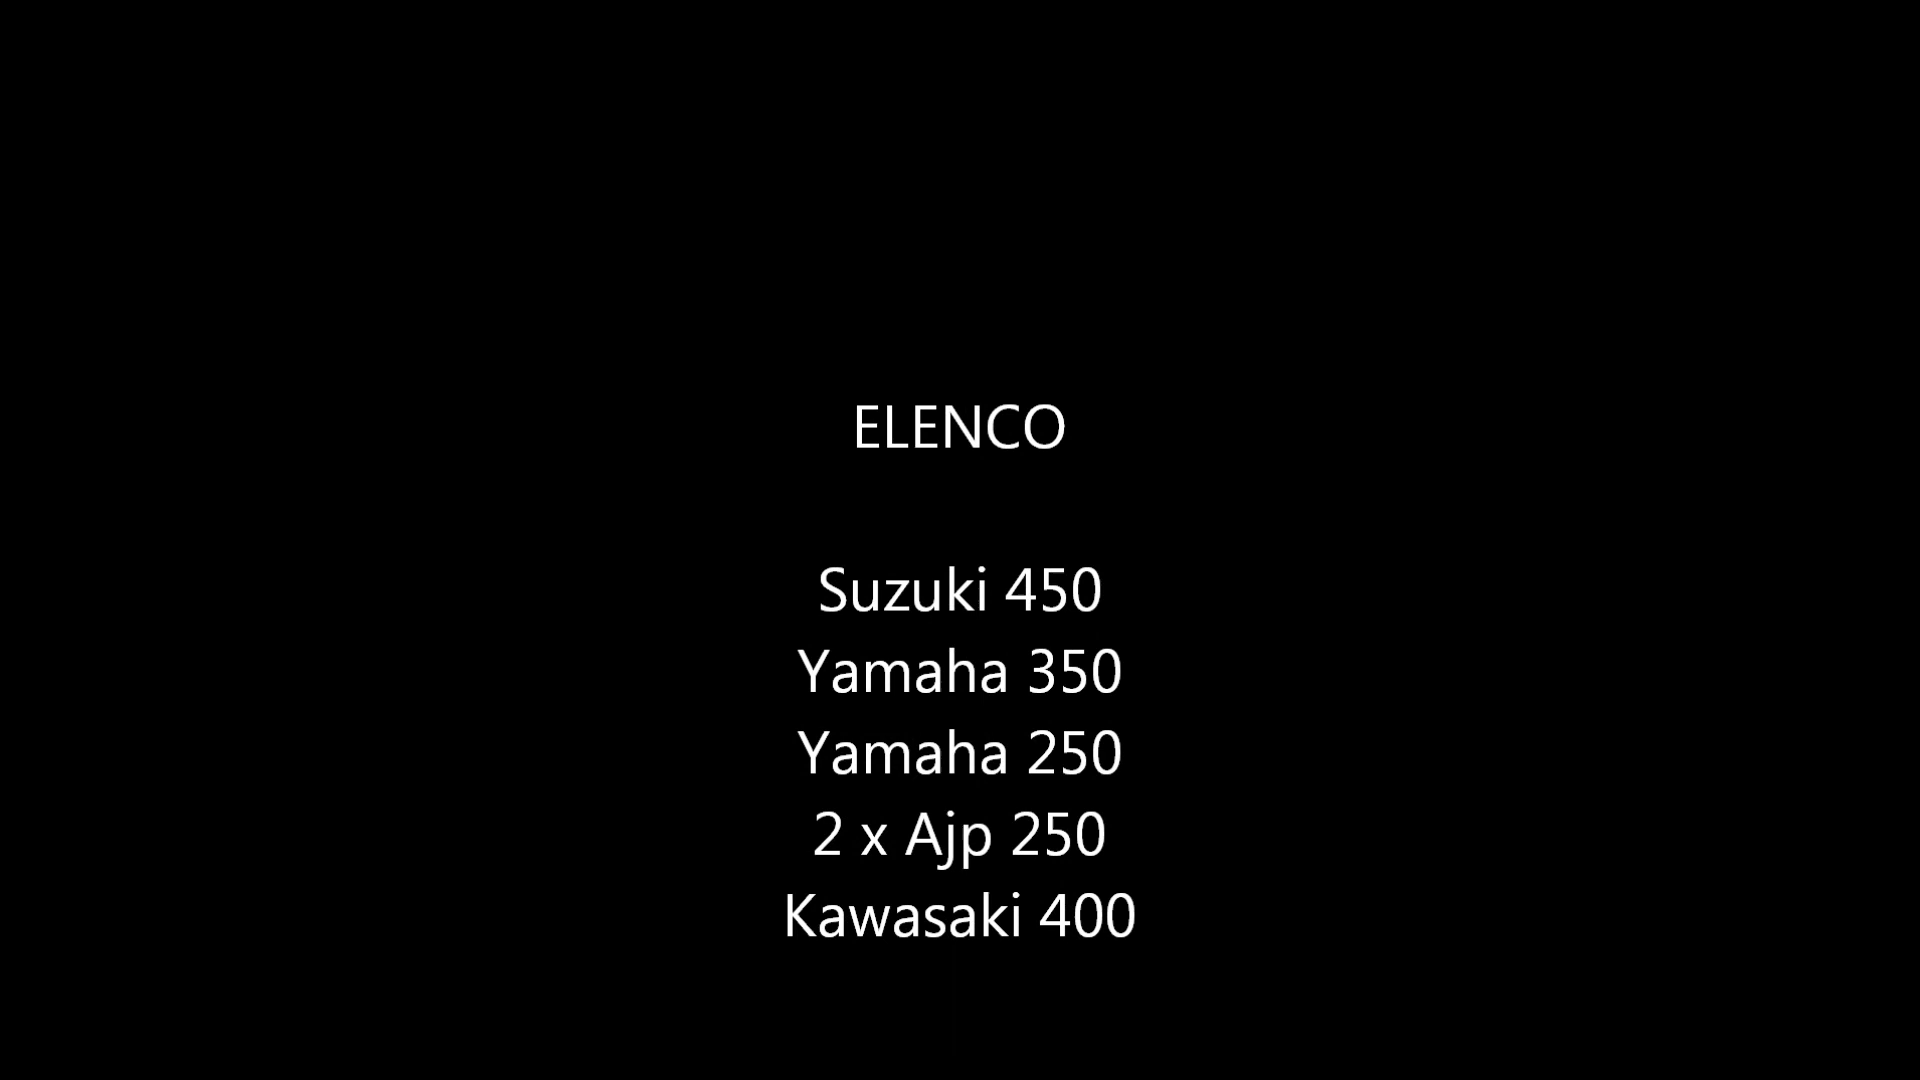 ELENCO
Suzuki 450
Yamaha 350
Yamaha 250
2 x Ajp 250
Kawasaki 400